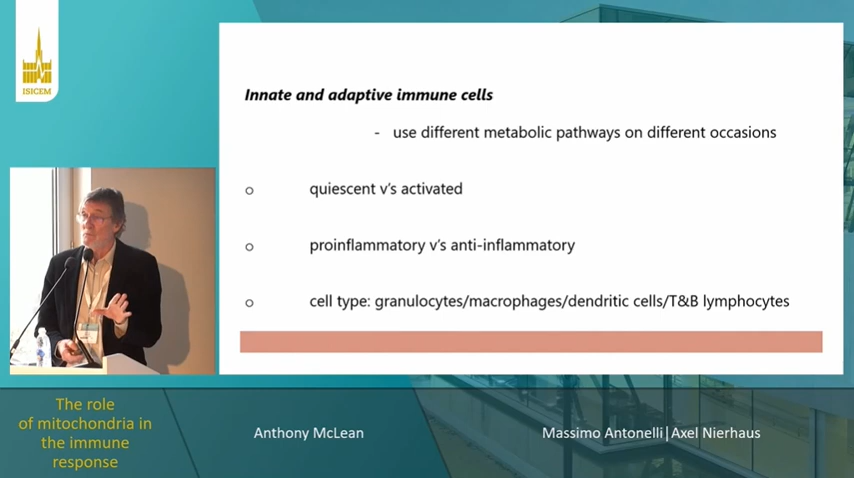 ISICEM
Innate and adaptive immune cells
- use different metabolic pathways on different occasions
o quiescent v's activated
o proinflammatory v's anti-inflammatory
o cell type: granulocytes/macrophages/dendritic cells/T&B lymphocytes
The role
of mitochondria in
the immune
response
Anthony McLean
Massimo Antonelli|Axel Nierhaus